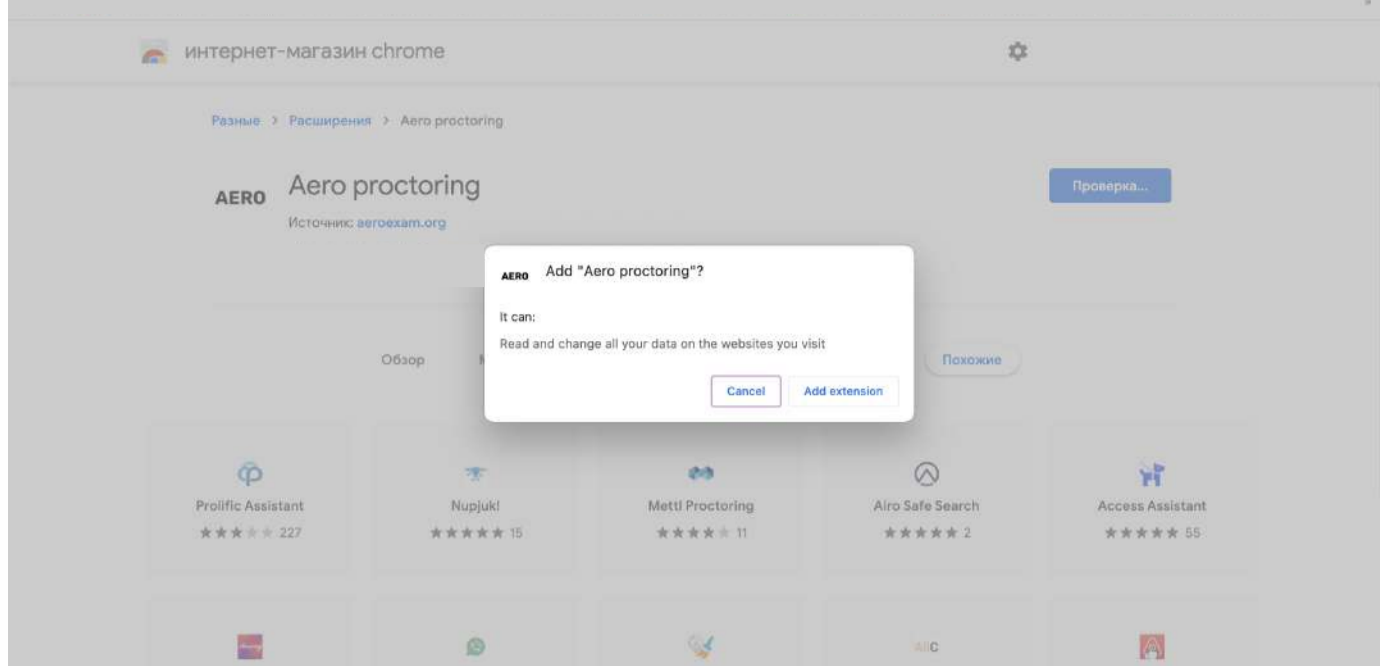 интернет-магазин chrome
Разные > Расширения > Aero proctoring
AERO
Aero proctoring
Проверка...
Источник: aeroexam.org
AERO
Add "Aero proctoring"?
It can:
Read and change all your data on the websites you visit
Обзор
Похожие
Cancel
Add extension
Prolific Assistant
227
Nupjuk!
15
Mettl Proctoring
11
Airo Safe Search
2
Access Assistant
55